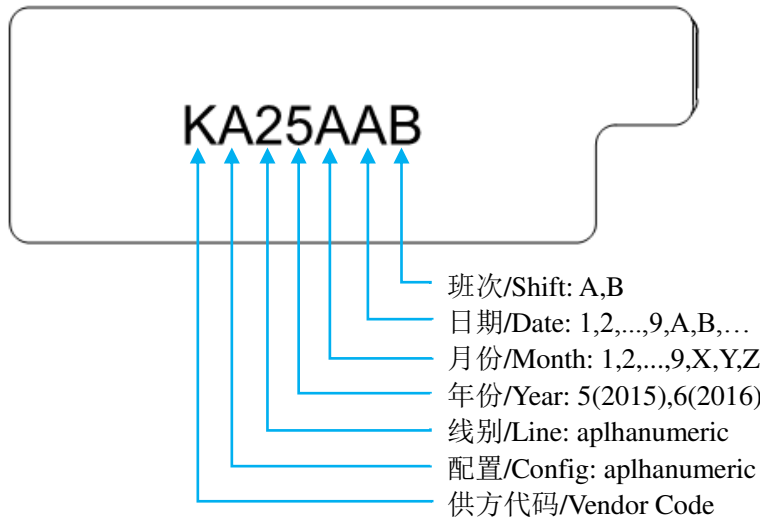 KA25AAB
班次/Shift: A,B
日期/Date: 1,2,...,9,A,B,…
月份/Month: 1,2,...,9,X,Y,Z
年份/Year: 5(2015),6(2016)
线别/Line: aplhanumeric
配置/Config: aplhanumeric
供方代码/Vendor Code